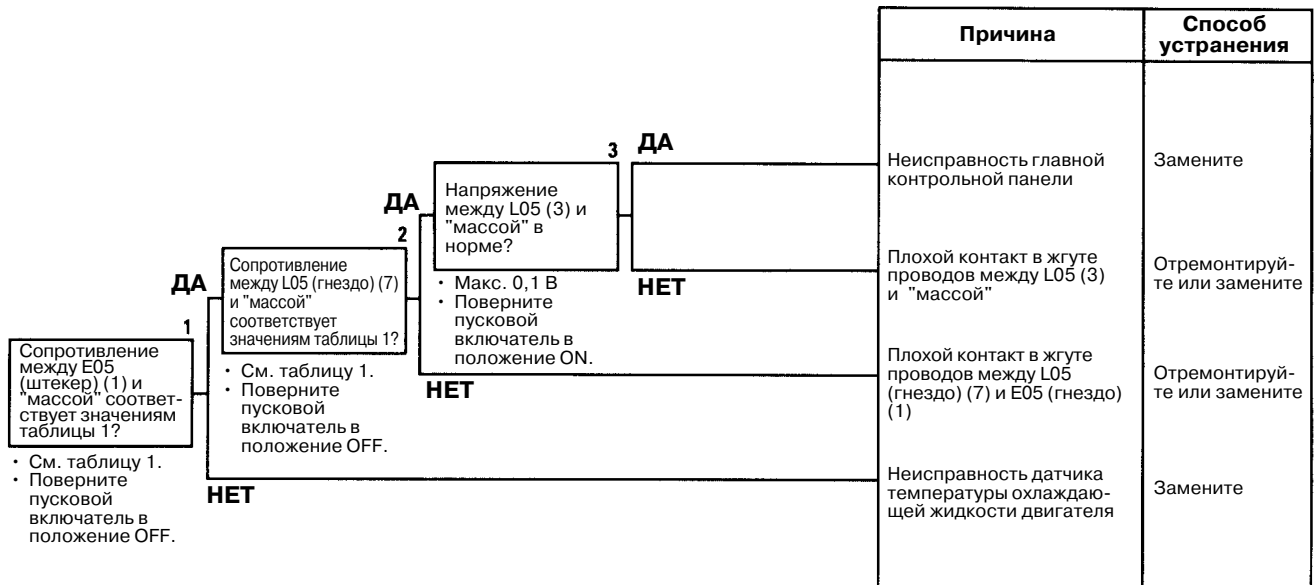 Причина
Способ
устранения
1
Сопротивление
между E05
(штекер) (1) и
"массой" соответ-
ствует значениям
таблицы 1?
· См. таблицу 1.
· Поверните
пусковой
включатель в
положение OFF.
ДА
НЕТ
2
Сопротивление
между L05 (гнездо) (7)
и "массой"
соответствует
значениям таблицы 1?
· См. таблицу 1.
· Поверните
пусковой
включатель в
положение OFF.
ДА
НЕТ
3
Напряжение
между L05 (3) и
"массой" в
норме?
· Макс. 0,1 В
· Поверните
пусковой
включатель в
положение ON.
ДА
НЕТ
Неисправность главной
контрольной панели
Замените
Плохой контакт в жгуте
проводов между L05 (3)
и "массой"
Отремонтируй-
те или замените
Плохой контакт в жгуте
проводов между L05
(гнездо) (7) и E05 (гнездо)
(1)
Отремонтируй-
те или замените
Неисправность датчика
температуры охлаждаю-
щей жидкости двигателя
Замените